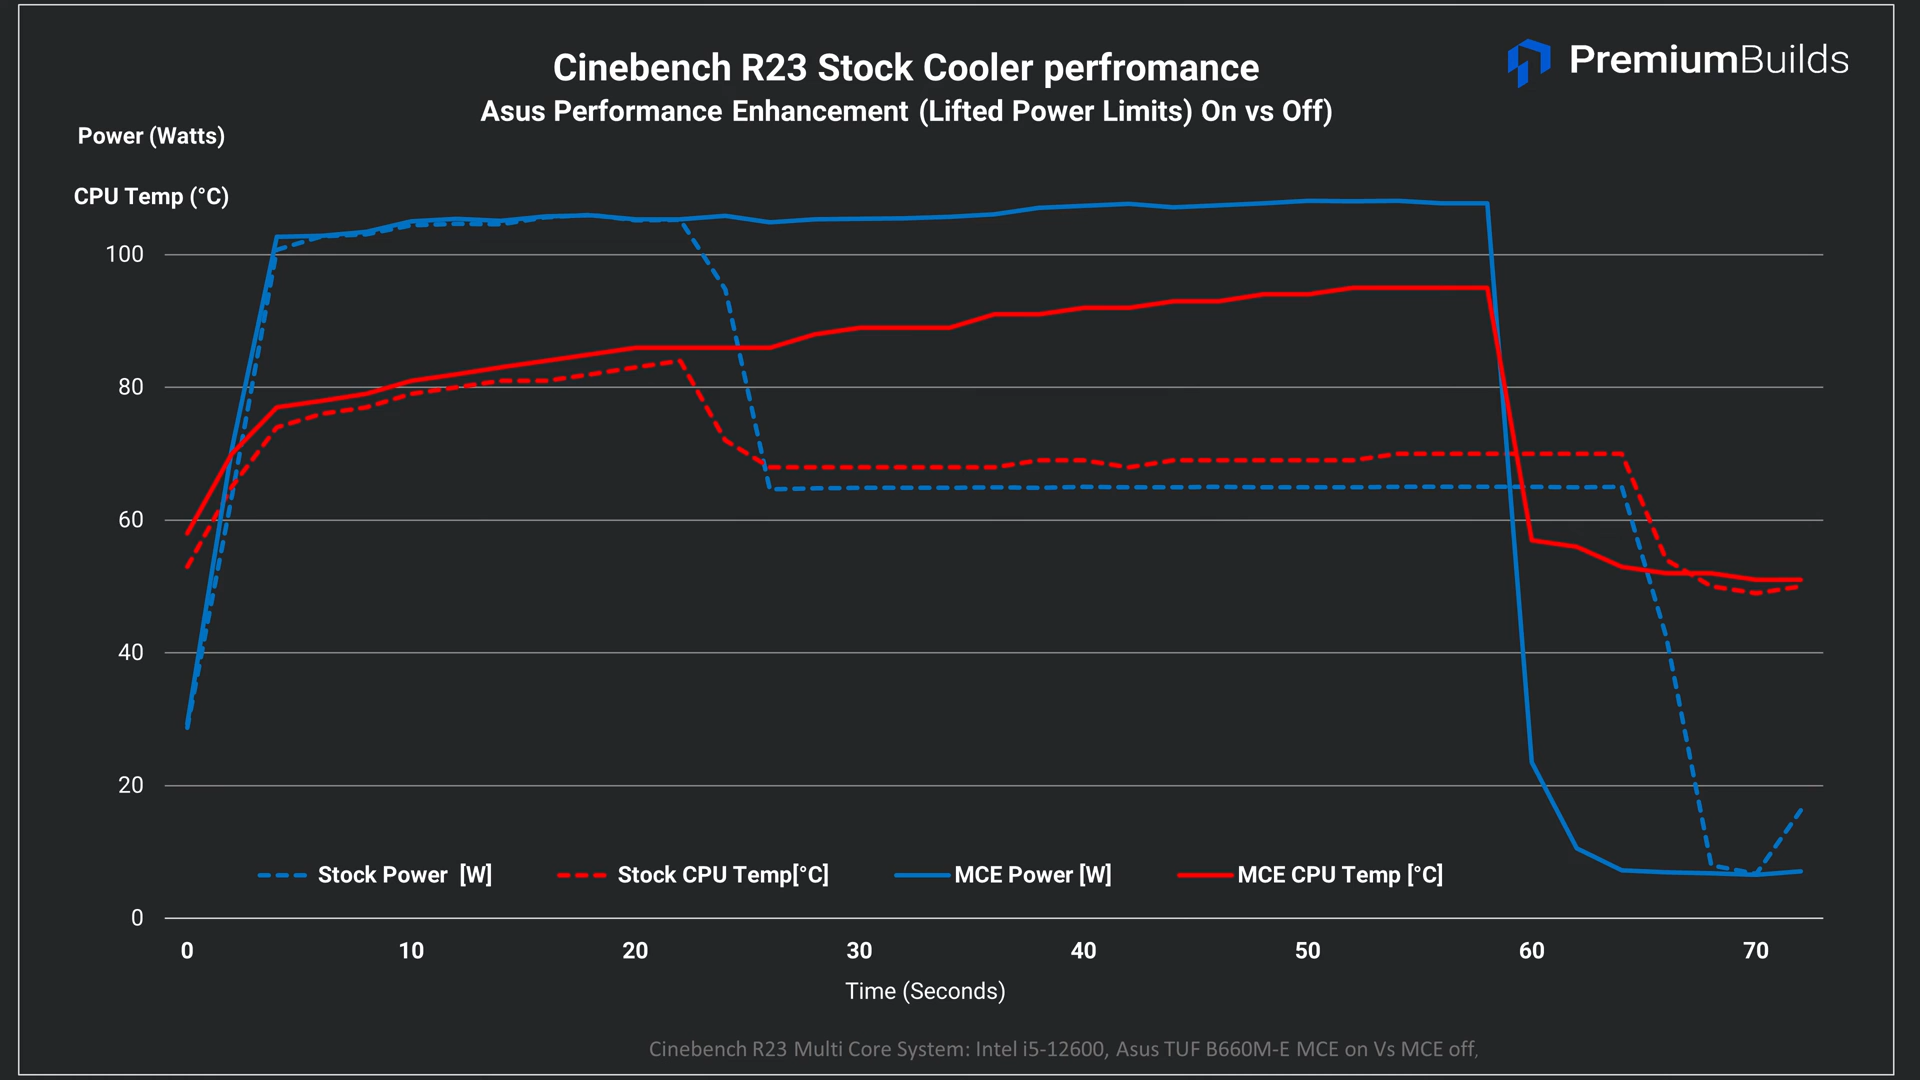 Cinebench R23 Stock Cooler perfromance
PremiumBuilds
Asus Performance Enhancement (Lifted Power Limits) On vs Off)
Power (Watts)
CPU Temp (°C)
100
80
60
40
20
0
Stock Power [W] Stock CPU Temp[°C] MCE Power [W] MCE CPU Temp [°C]
0 10 20 30 40 50 60 70
Time (Seconds)
Cinebench R23 Multi Core System: Intel i5-12600, Asus TUF B660M-E MCE on Vs MCE off,